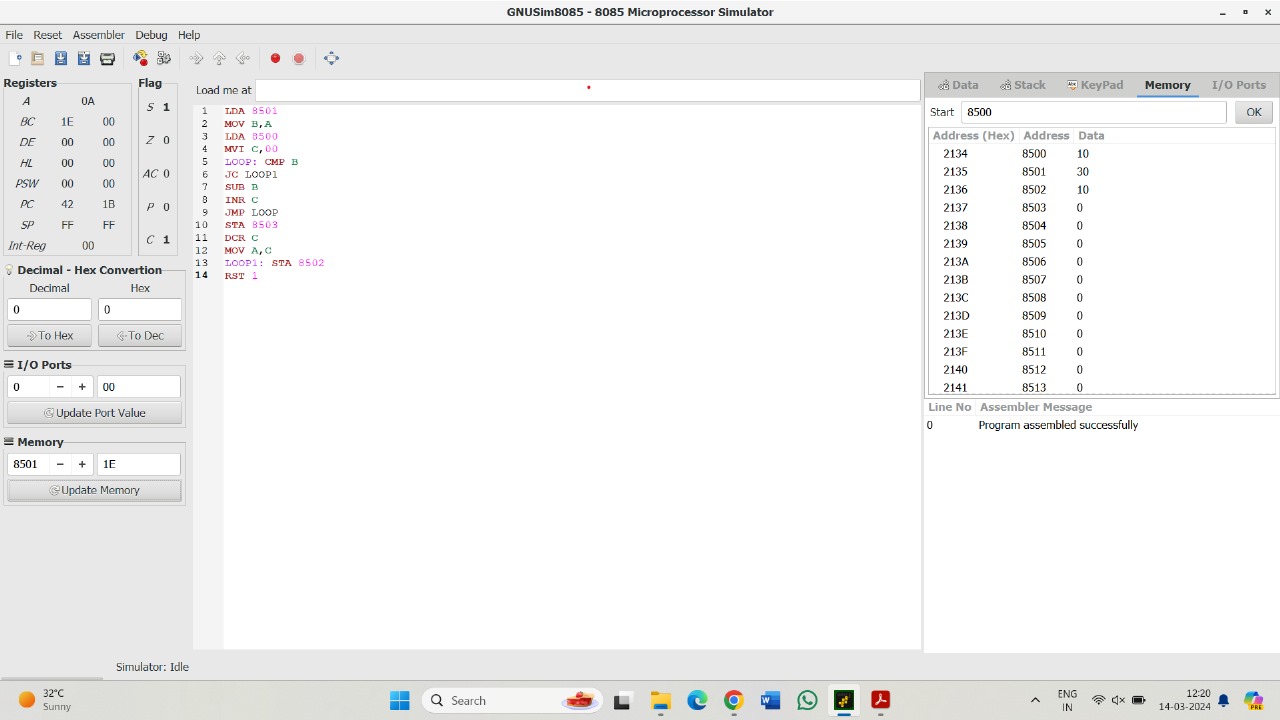 GNUSim8085 - 8085 Microprocessor Simulator
File Reset Assembler Debug Help
Registers
A 0A
BC 1E 00
DE 00 00
HL 00 00
PSW 00 00
PC 42 1B
SP FF FF
Int-Reg 00
Flag
S 1
Z 0
AC 0
P 0
C 1
Decimal - Hex Convertion
Decimal Hex
0 0
To Hex To Dec
I/O Ports
0 - + 00
Update Port Value
Memory
8501 - + 1E
Update Memory
Load me at
1 LDA 8501
2 MOV B,A
3 LDA 8500
4 MVI C,00
5 LOOP: CMP B
6 JC LOOP1
7 SUB B
8 INR C
9 JMP LOOP
10 STA 8503
11 DCR C
12 MOV A,C
13 LOOP1: STA 8502
14 RST 1
Data Stack KeyPad Memory I/O Ports
Start 8500 OK
Address (Hex) Address Data
2134 8500 10
2135 8501 30
2136 8502 10
2137 8503 0
2138 8504 0
2139 8505 0
213A 8506 0
213B 8507 0
213C 8508 0
213D 8509 0
213E 8510 0
213F 8511 0
2140 8512 0
2141 8513 0
Line No Assembler Message
0 Program assembled successfully
Simulator: Idle
32°C
Sunny
Search
ENG
IN
12:20
14-03-2024
PRE